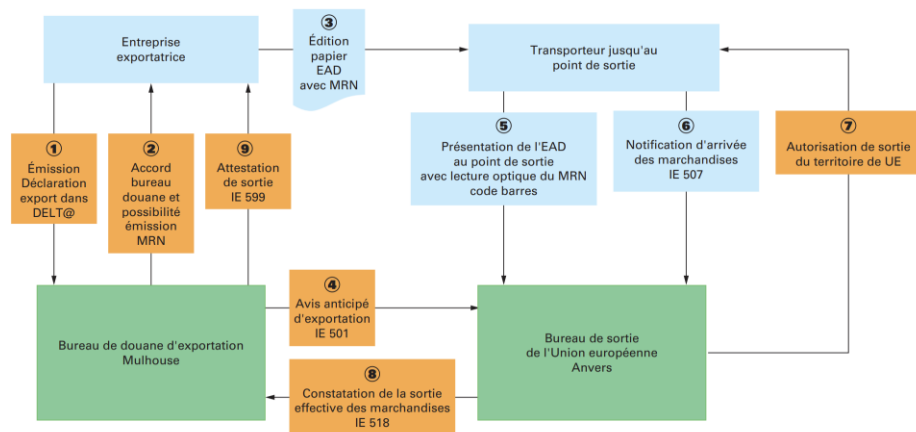 Entreprise
exportatrice
③
Édition
papier
EAD
avec MRN
Transporteur jusqu'au
point de sortie
①
Émission
Déclaration
export dans
DELT@
②
Accord
bureau
douane et
possibilité
émission
MRN
⑨
Attestation
de sortie
IE 599
⑤
Présentation de l'EAD
au point de sortie
avec lecture optique du MRN
code barres
⑥
Notification d'arrivée
des marchandises
IE 507
⑦
Autorisation de sortie
du territoire de UE
Bureau de douane d'exportation
Mulhouse
④
Avis anticipé
d'exportation
IE 501
Bureau de sortie
de l'Union européenne
Anvers
⑧
Constatation de la sortie
effective des marchandises
IE 518